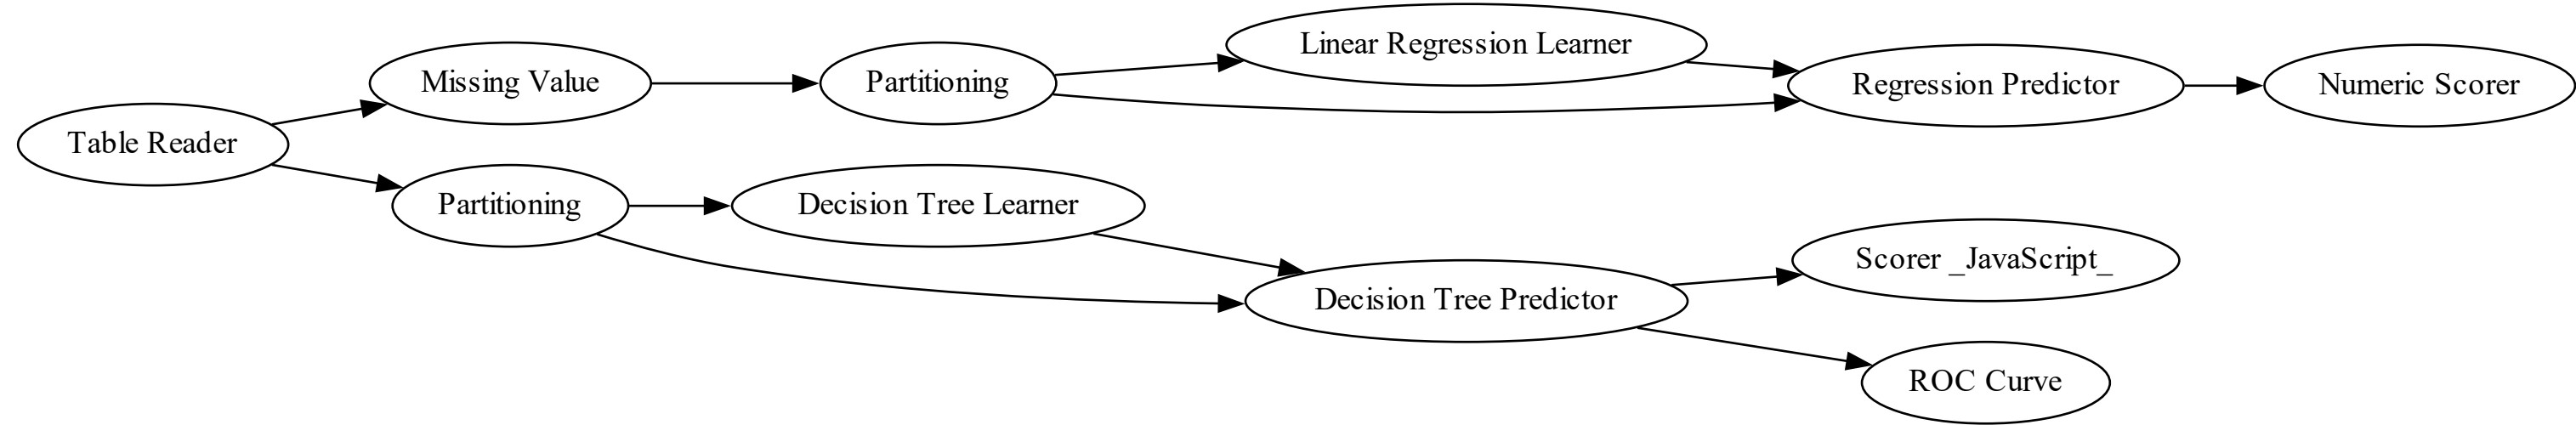 Table Reader
Missing Value
Partitioning
Linear Regression Learner
Regression Predictor
Numeric Scorer
Partitioning
Decision Tree Learner
Decision Tree Predictor
Scorer _JavaScript_
ROC Curve